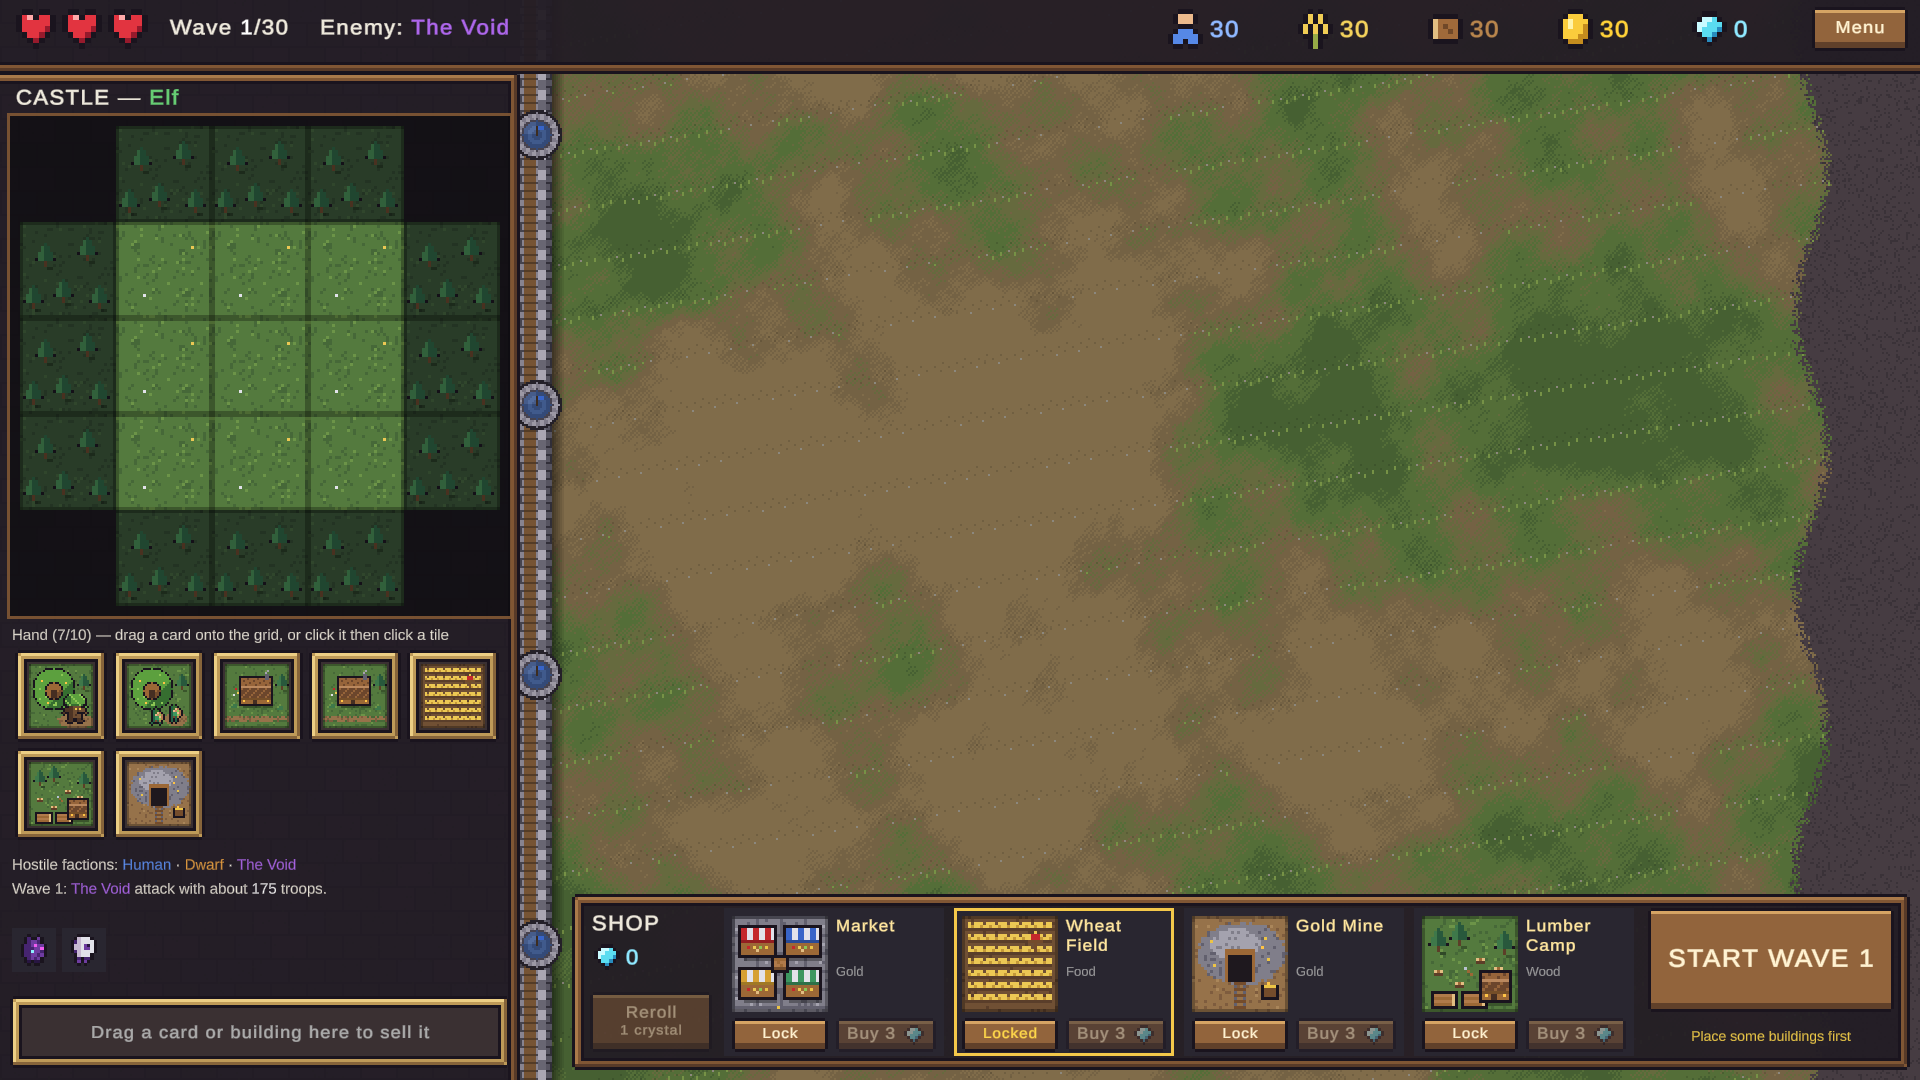 Wave 1/30
Enemy: The Void
30
30
30
30
0
Menu
CASTLE — Elf
Hand (7/10) — drag a card onto the grid, or click it then click a tile
Hostile factions: Human · Dwarf · The Void
Wave 1: The Void attack with about 175 troops.
Drag a card or building here to sell it
SHOP
0
Reroll
1 crystal
Market
Gold
Lock
Buy 3
Wheat
Field
Food
Locked
Buy 3
Gold Mine
Gold
Lock
Buy 3
Lumber
Camp
Wood
Lock
Buy 3
START WAVE 1
Place some buildings first